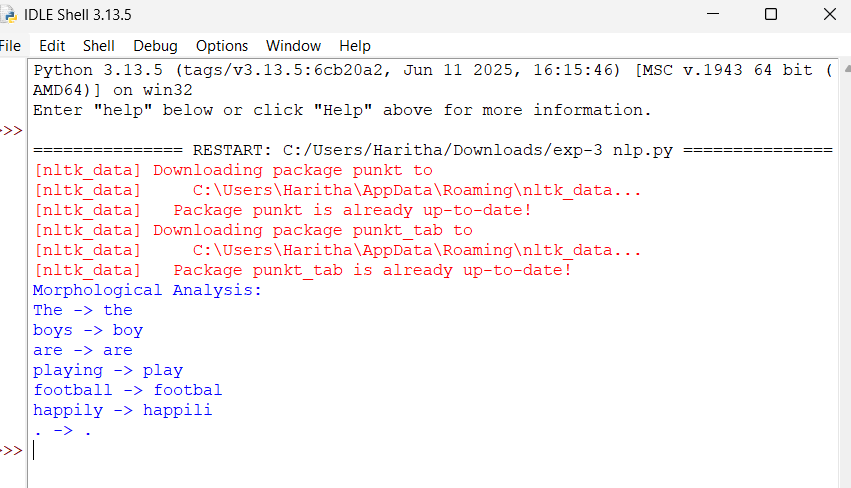 IDLE Shell 3.13.5
File Edit Shell Debug Options Window Help
Python 3.13.5 (tags/v3.13.5:6cb20a2, Jun 11 2025, 16:15:46) [MSC v.1943 64 bit (
AMD64)] on win32
Enter "help" below or click "Help" above for more information.
>>>
=============== RESTART: C:/Users/Haritha/Downloads/exp-3 nlp.py ===============
[nltk_data] Downloading package punkt to
[nltk_data]     C:\Users\Haritha\AppData\Roaming\nltk_data...
[nltk_data]   Package punkt is already up-to-date!
[nltk_data] Downloading package punkt_tab to
[nltk_data]     C:\Users\Haritha\AppData\Roaming\nltk_data...
[nltk_data]   Package punkt_tab is already up-to-date!
Morphological Analysis:
The -> the
boys -> boy
are -> are
playing -> play
football -> footbal
happily -> happili
. -> .
>>>